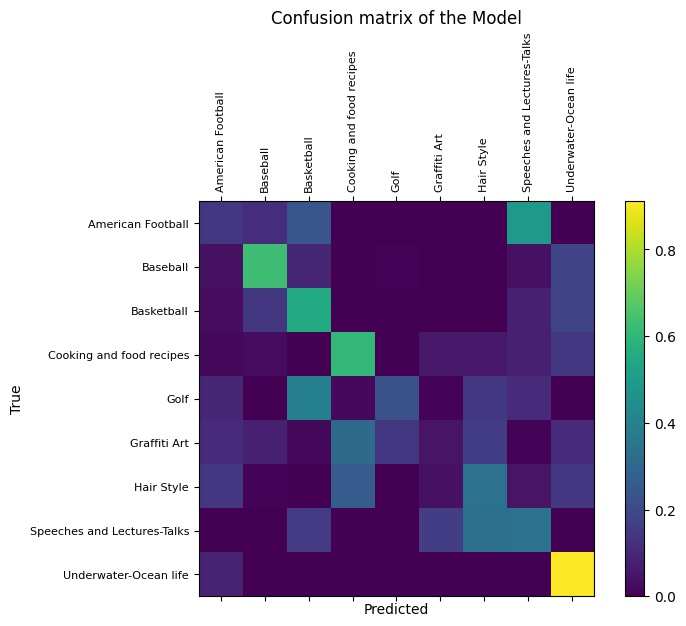 Confusion matrix of the Model
American Football
Baseball
Basketball
Cooking and food recipes
Golf
Graffiti Art
Hair Style
Speeches and Lectures-Talks
Underwater-Ocean life
American Football
Baseball
Basketball
Cooking and food recipes
Golf
Graffiti Art
Hair Style
Speeches and Lectures-Talks
Underwater-Ocean life
True
Predicted
0.8
0.6
0.4
0.2
0.0